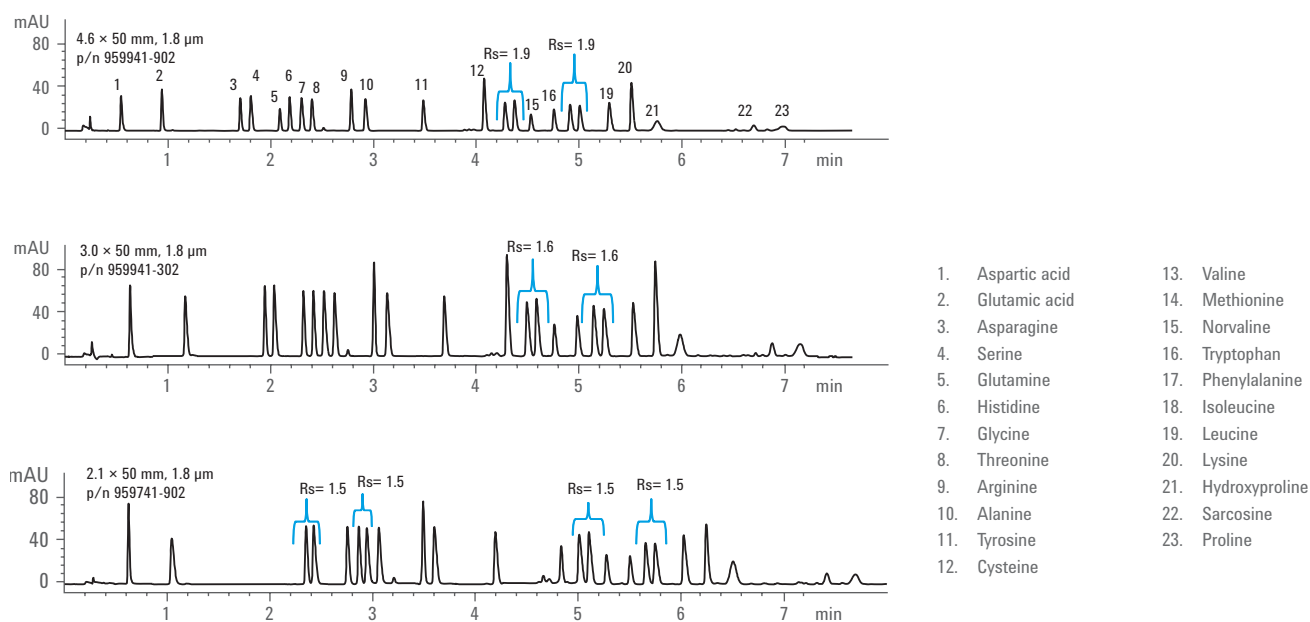 mAU
4.6 × 50 mm, 1.8 µm
p/n 959941-902
80
40
0
1
2
3
4
5
6
7
8
9
10
11
12
Rs= 1.9
15
16
Rs= 1.9
19
20
21
22
23
1 2 3 4 5 6 7 min
mAU
3.0 × 50 mm, 1.8 µm
p/n 959941-302
80
40
0
Rs= 1.6
Rs= 1.6
1 2 3 4 5 6 7 min
mAU
2.1 × 50 mm, 1.8 µm
p/n 959741-902
80
40
0
Rs= 1.5
Rs= 1.5
Rs= 1.5
Rs= 1.5
1 2 3 4 5 6 7 min
1. Aspartic acid
2. Glutamic acid
3. Asparagine
4. Serine
5. Glutamine
6. Histidine
7. Glycine
8. Threonine
9. Arginine
10. Alanine
11. Tyrosine
12. Cysteine
13. Valine
14. Methionine
15. Norvaline
16. Tryptophan
17. Phenylalanine
18. Isoleucine
19. Leucine
20. Lysine
21. Hydroxyproline
22. Sarcosine
23. Proline